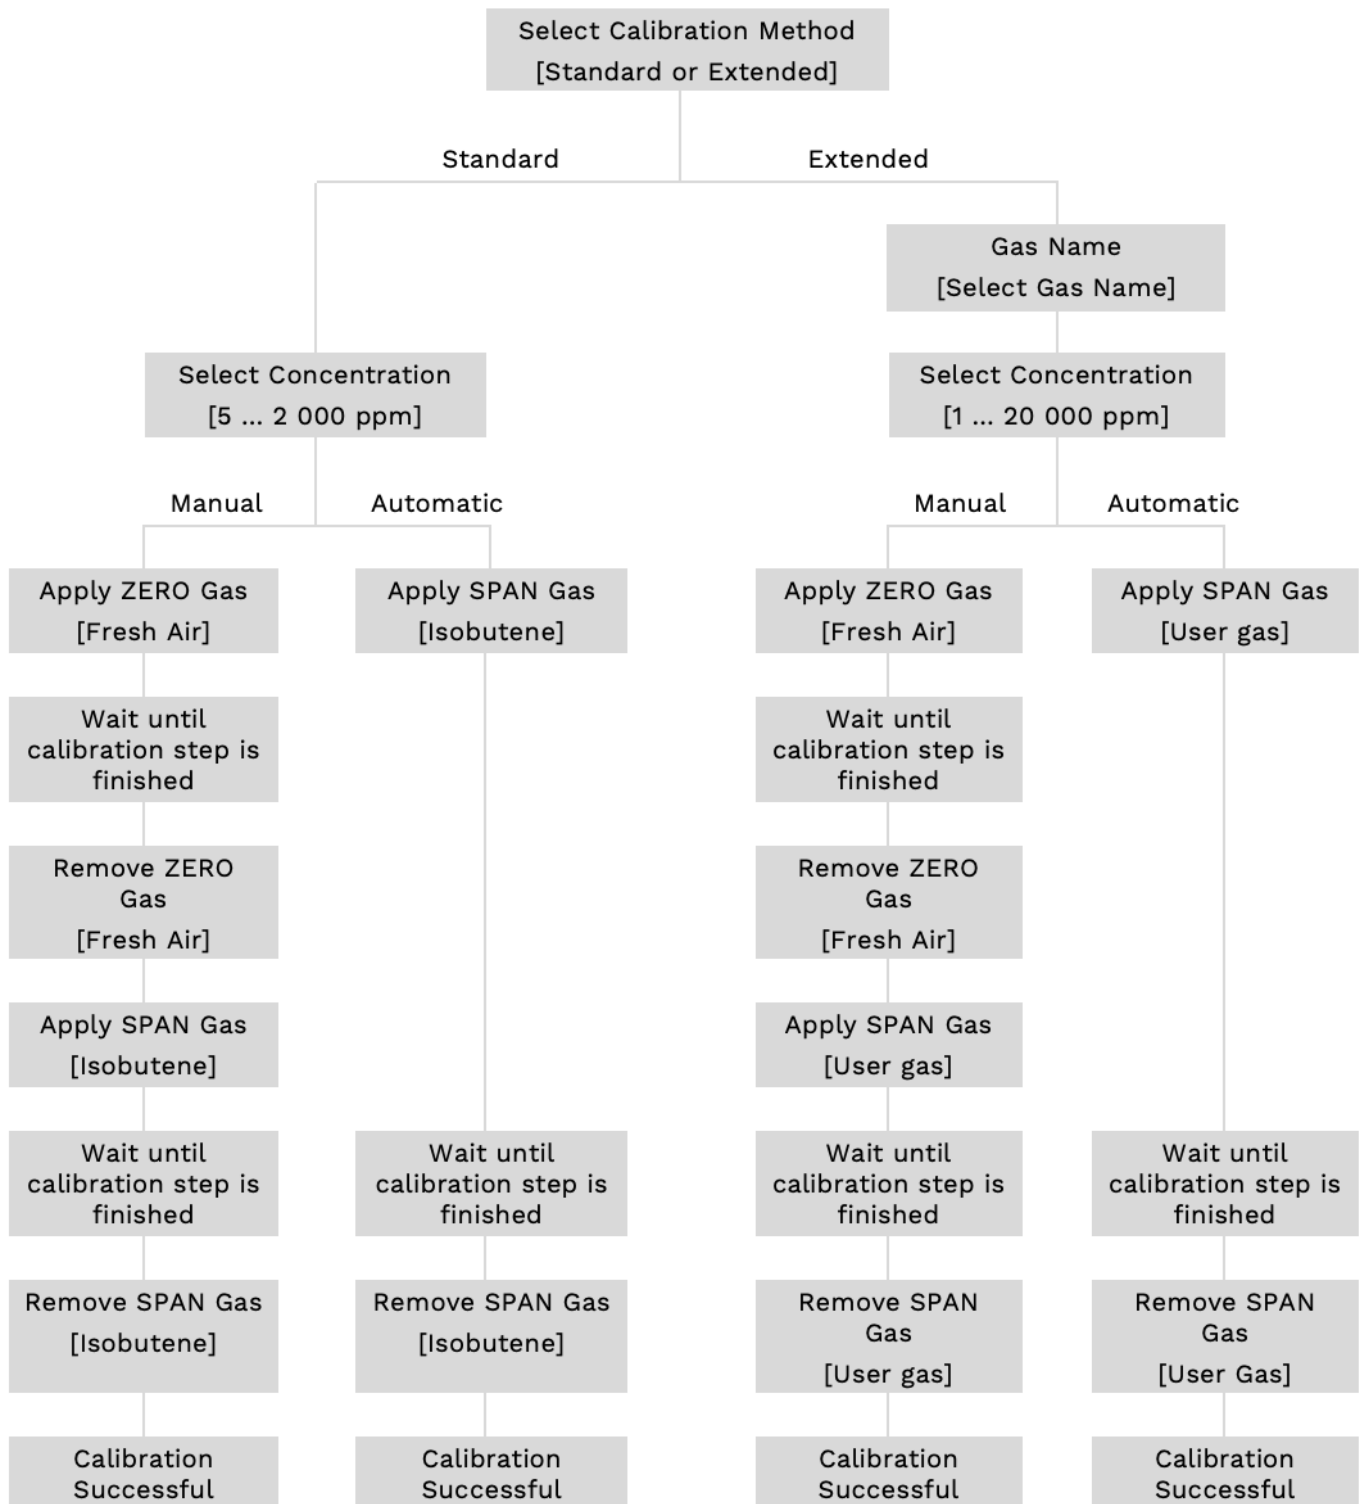 Select Calibration Method
[Standard or Extended]
Standard
Extended
Gas Name
[Select Gas Name]
Select Concentration
[5 ... 2 000 ppm]
Select Concentration
[1 ... 20 000 ppm]
Manual
Automatic
Manual
Automatic
Apply ZERO Gas
[Fresh Air]
Apply SPAN Gas
[Isobutene]
Apply ZERO Gas
[Fresh Air]
Apply SPAN Gas
[User gas]
Wait until
calibration step is
finished
Wait until
calibration step is
finished
Remove ZERO
Gas
[Fresh Air]
Remove ZERO
Gas
[Fresh Air]
Apply SPAN Gas
[Isobutene]
Apply SPAN Gas
[User gas]
Wait until
calibration step is
finished
Wait until
calibration step is
finished
Wait until
calibration step is
finished
Wait until
calibration step is
finished
Remove SPAN Gas
[Isobutene]
Remove SPAN Gas
[Isobutene]
Remove SPAN
Gas
[User gas]
Remove SPAN
Gas
[User Gas]
Calibration
Successful
Calibration
Successful
Calibration
Successful
Calibration
Successful